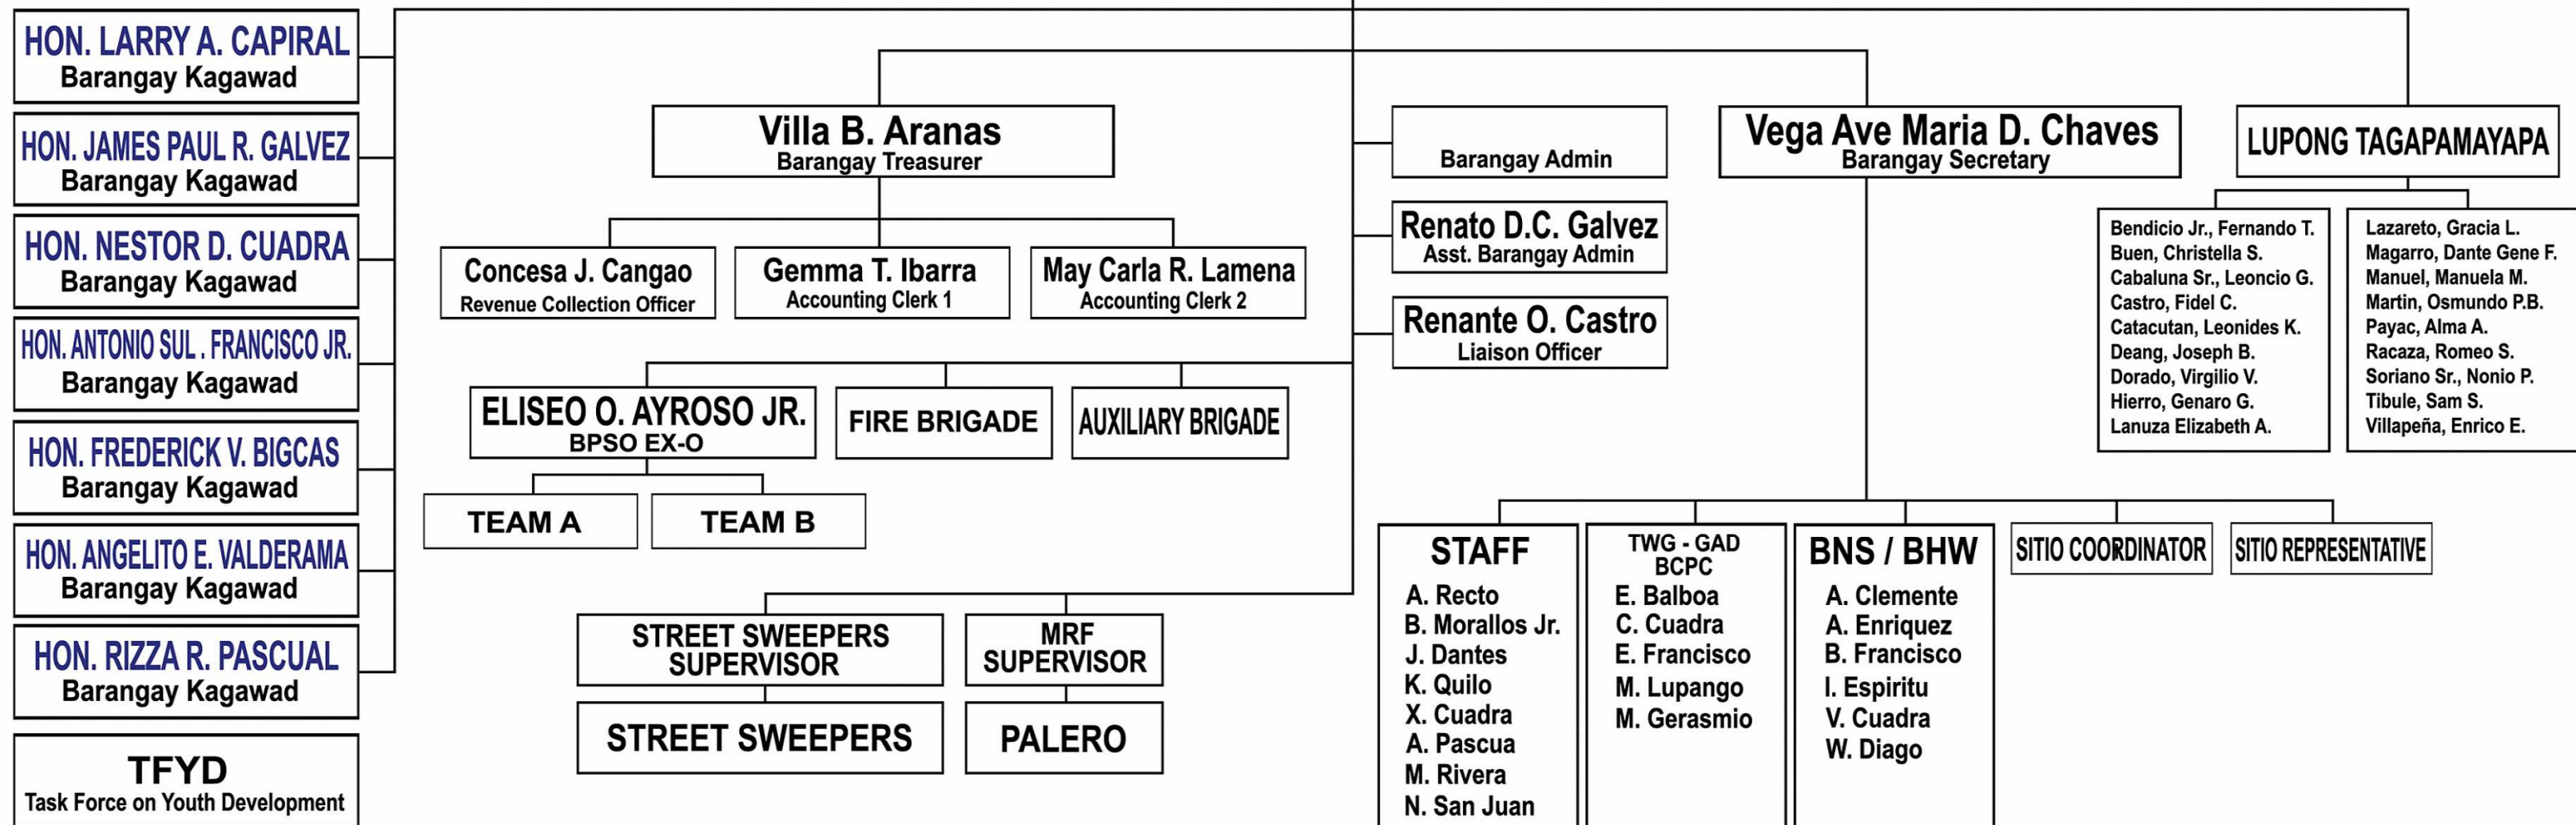 HON. LARRY A. CAPIRAL
Barangay Kagawad
HON. JAMES PAUL R. GALVEZ
Barangay Kagawad
HON. NESTOR D. CUADRA
Barangay Kagawad
HON. ANTONIO SUL . FRANCISCO JR.
Barangay Kagawad
HON. FREDERICK V. BIGCAS
Barangay Kagawad
HON. ANGELITO E. VALDERAMA
Barangay Kagawad
HON. RIZZA R. PASCUAL
Barangay Kagawad
TFYD
Task Force on Youth Development
Villa B. Aranas
Barangay Treasurer
Concesa J. Cangao
Revenue Collection Officer
Gemma T. Ibarra
Accounting Clerk 1
May Carla R. Lamena
Accounting Clerk 2
Barangay Admin
Renato D.C. Galvez
Asst. Barangay Admin
Renante O. Castro
Liaison Officer
ELISEO O. AYROSO JR.
BPSO EX-O
FIRE BRIGADE
AUXILIARY BRIGADE
TEAM A
TEAM B
STREET SWEEPERS
SUPERVISOR
STREET SWEEPERS
MRF
SUPERVISOR
PALERO
Vega Ave Maria D. Chaves
Barangay Secretary
STAFF
A. Recto
B. Morallos Jr.
J. Dantes
K. Quilo
X. Cuadra
A. Pascua
M. Rivera
N. San Juan
TWG - GAD
BCPC
E. Balboa
C. Cuadra
E. Francisco
M. Lupango
M. Gerasmio
BNS / BHW
A. Clemente
A. Enriquez
B. Francisco
I. Espiritu
V. Cuadra
W. Diago
SITIO COORDINATOR
SITIO REPRESENTATIVE
LUPONG TAGAPAMAYAPA
Bendicio Jr., Fernando T.
Buen, Christella S.
Cabaluna Sr., Leoncio G.
Castro, Fidel C.
Catacutan, Leonides K.
Deang, Joseph B.
Dorado, Virgilio V.
Hierro, Genaro G.
Lanuza Elizabeth A.
Lazareto, Gracia L.
Magarro, Dante Gene F.
Manuel, Manuela M.
Martin, Osmundo P.B.
Payac, Alma A.
Racaza, Romeo S.
Soriano Sr., Nonio P.
Tibule, Sam S.
Villapeña, Enrico E.